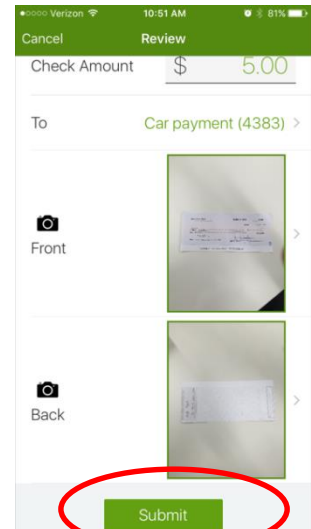 ●○○○○ Verizon 10:51 AM 81%
Cancel Review
Check Amount $ 5.00
To Car payment (4383) >
Front >
Back >
Submit